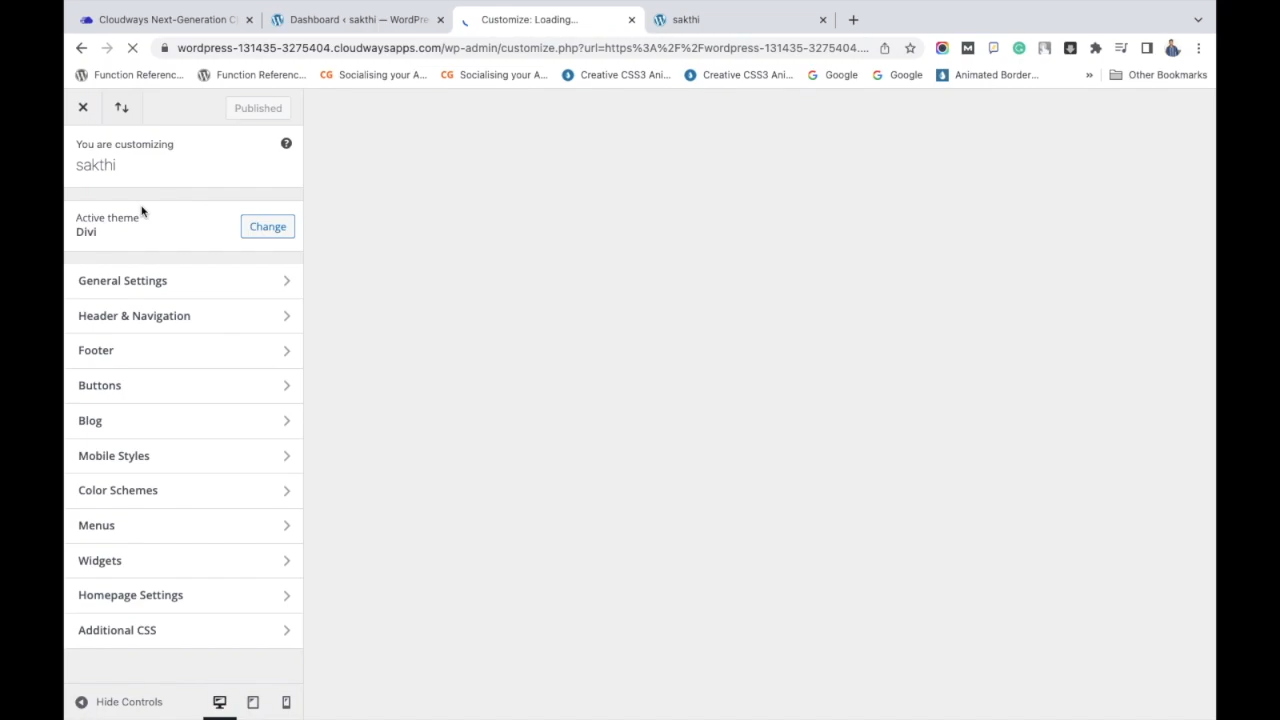 Cloudways Next-Generation C
Dashboard ‹ sakthi — WordPre
Customize: Loading...
sakthi
wordpress-131435-3275404.cloudwaysapps.com/wp-admin/customize.php?url=https%3A%2F%2Fwordpress-131435-3275404....
Function Referenc...
Function Referenc...
CG Socialising your A...
CG Socialising your A...
Creative CSS3 Ani...
Creative CSS3 Ani...
Google
Google
Animated Border...
»
Other Bookmarks
Published
You are customizing
sakthi
Active theme
Divi
Change
General Settings
Header & Navigation
Footer
Buttons
Blog
Mobile Styles
Color Schemes
Menus
Widgets
Homepage Settings
Additional CSS
Hide Controls